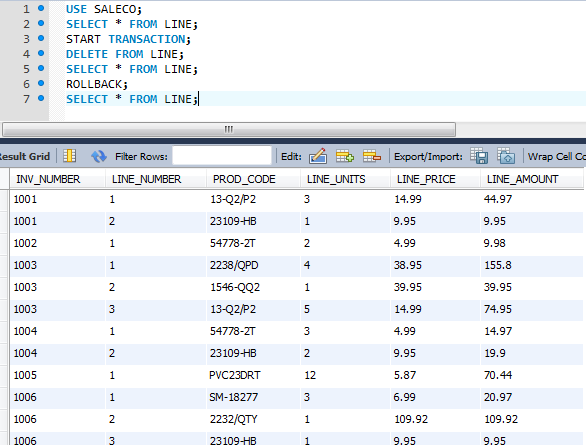 1 USE SALECO;
2 SELECT * FROM LINE;
3 START TRANSACTION;
4 DELETE FROM LINE;
5 SELECT * FROM LINE;
6 ROLLBACK;
7 SELECT * FROM LINE;
Result Grid Filter Rows: Edit: Export/Import: Wrap Cell Co
INV_NUMBER LINE_NUMBER PROD_CODE LINE_UNITS LINE_PRICE LINE_AMOUNT
1001 1 13-Q2/P2 3 14.99 44.97
1001 2 23109-HB 1 9.95 9.95
1002 1 54778-2T 2 4.99 9.98
1003 1 2238/QPD 4 38.95 155.8
1003 2 1546-QQ2 1 39.95 39.95
1003 3 13-Q2/P2 5 14.99 74.95
1004 1 54778-2T 3 4.99 14.97
1004 2 23109-HB 2 9.95 19.9
1005 1 PVC23DRT 12 5.87 70.44
1006 1 SM-18277 3 6.99 20.97
1006 2 2232/QTY 1 109.92 109.92
1006 3 23109-HB 1 9.95 9.95